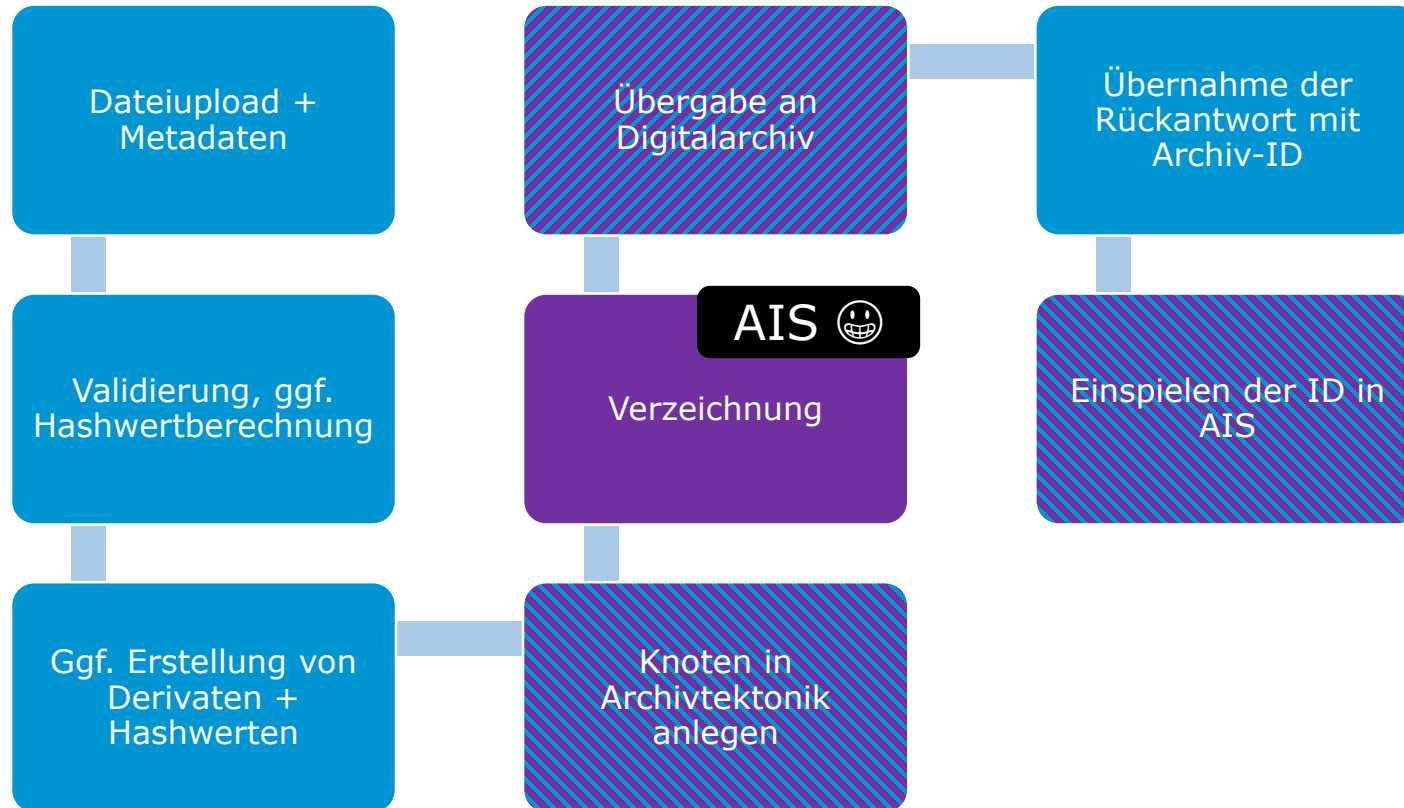 Dateiupload +
Metadaten
Validierung, ggf.
Hashwertberechnung
Ggf. Erstellung von
Derivaten +
Hashwerten
Knoten in
Archivtektonik
anlegen
AIS 😀
Verzeichnung
Übergabe an
Digitalarchiv
Übernahme der
Rückantwort mit
Archiv-ID
Einspielen der ID in
AIS